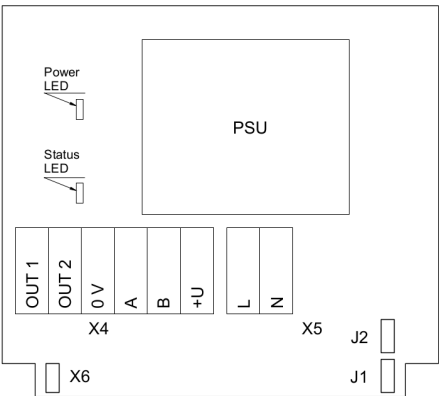 Power
LED
PSU
Status
LED
OUT 1
OUT 2
0 V
A
B
+U
L
N
X4
X5
J2
X6
J1